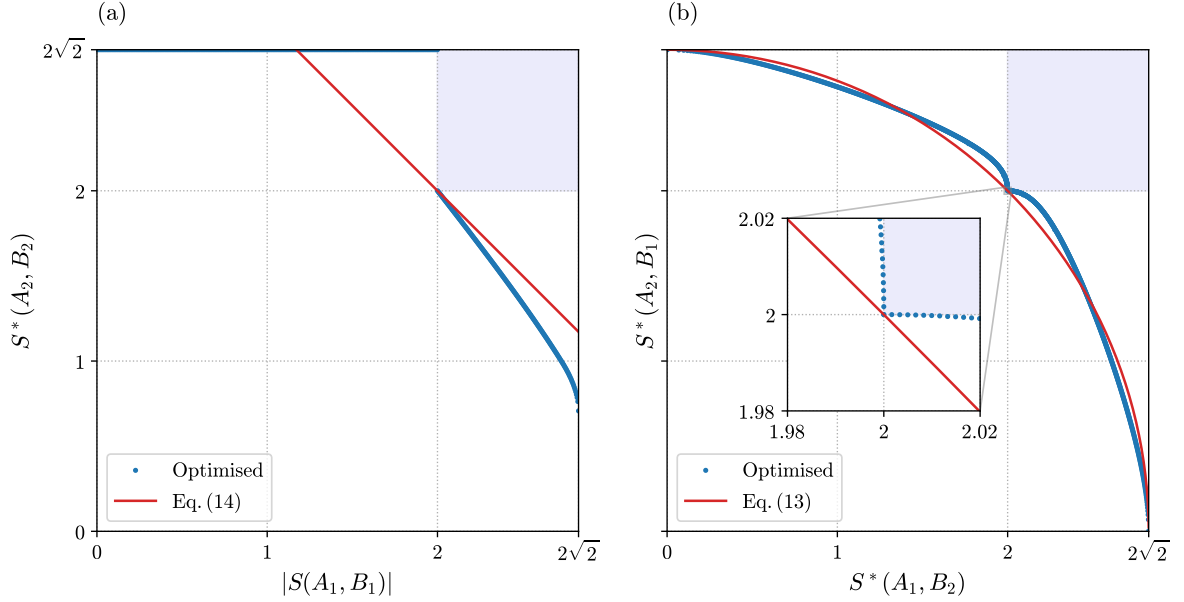 (a)
2√2
2
1
0
S*(A₂, B₂)
Optimised
Eq. (14)
0
1
2
2√2
|S(A₁, B₁)|
(b)
S*(A₂, B₁)
2.02
2
1.98
1.98
2
2.02
Optimised
Eq. (13)
0
1
2
2√2
S*(A₁, B₂)